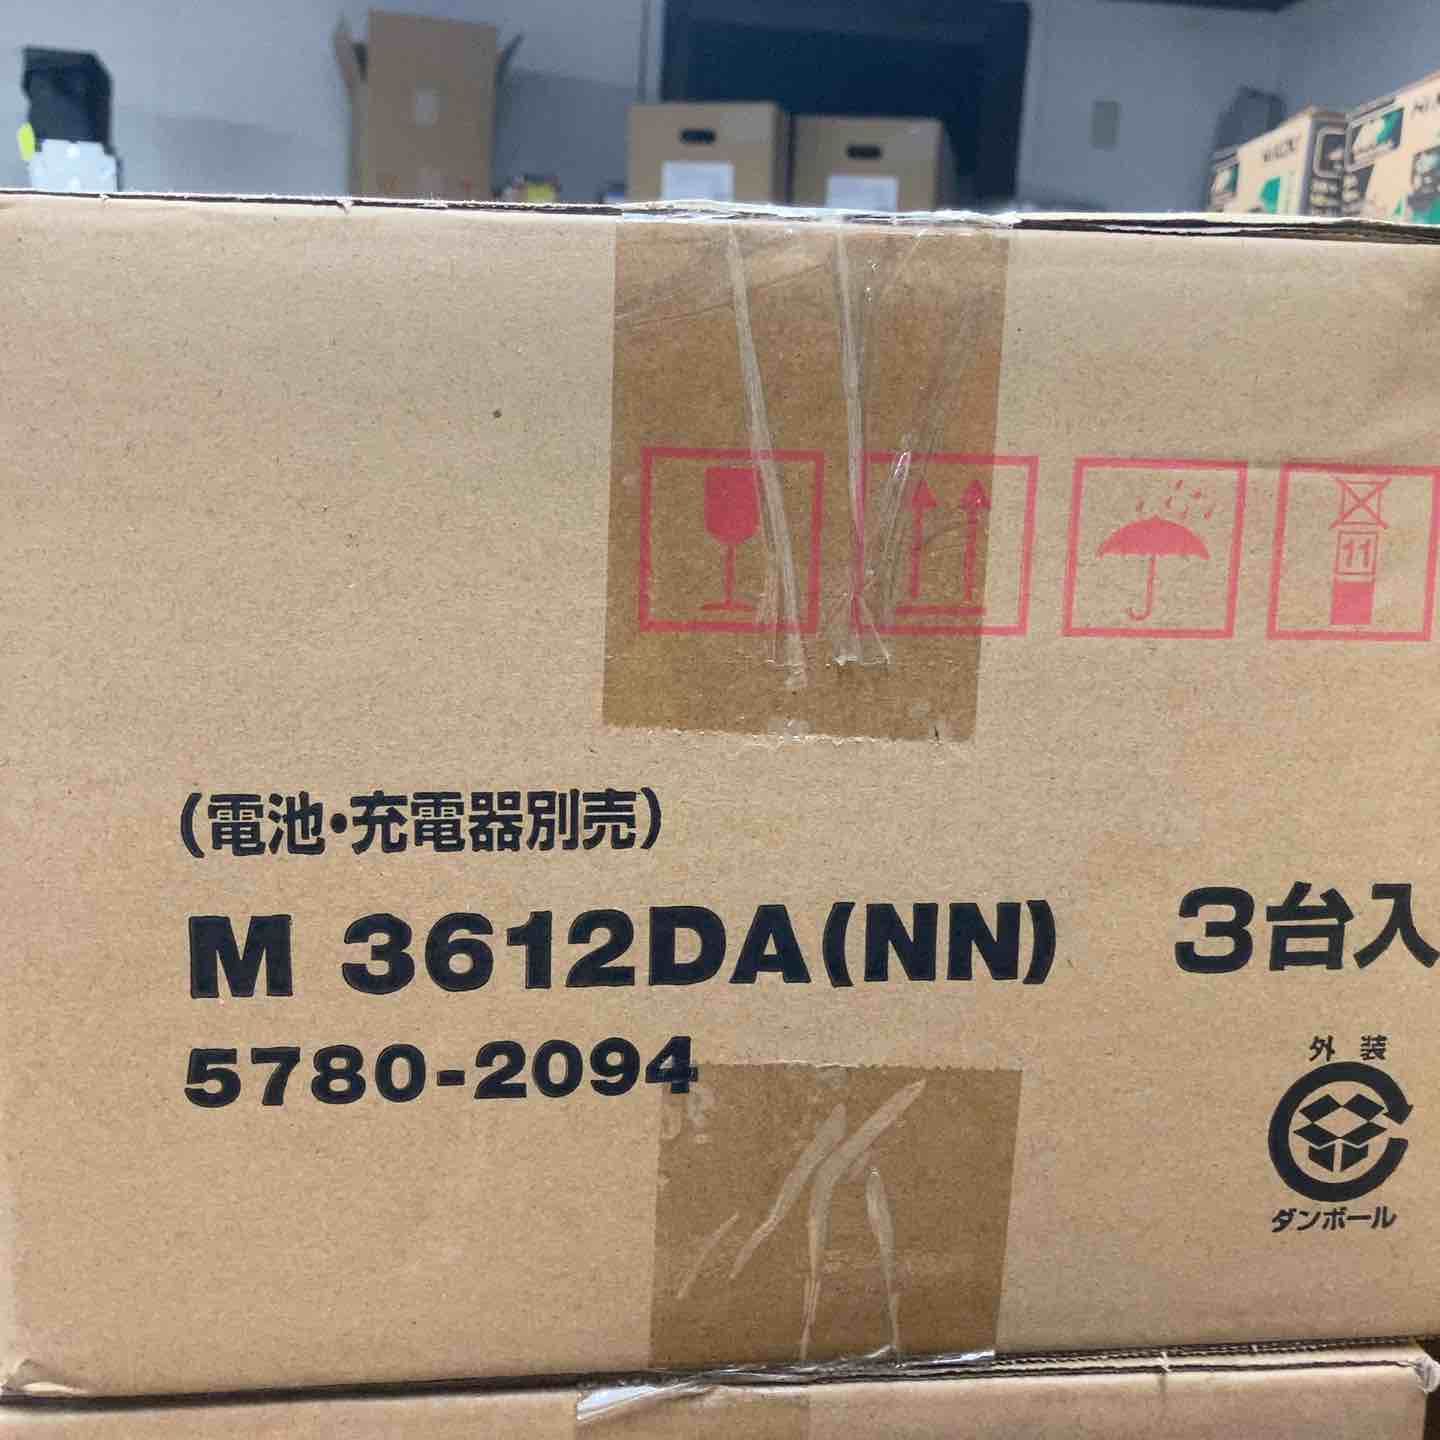 11
(電池・充電器別売)
M 3612DA(NN) 3台入
5780-2094
外装
ダンボール